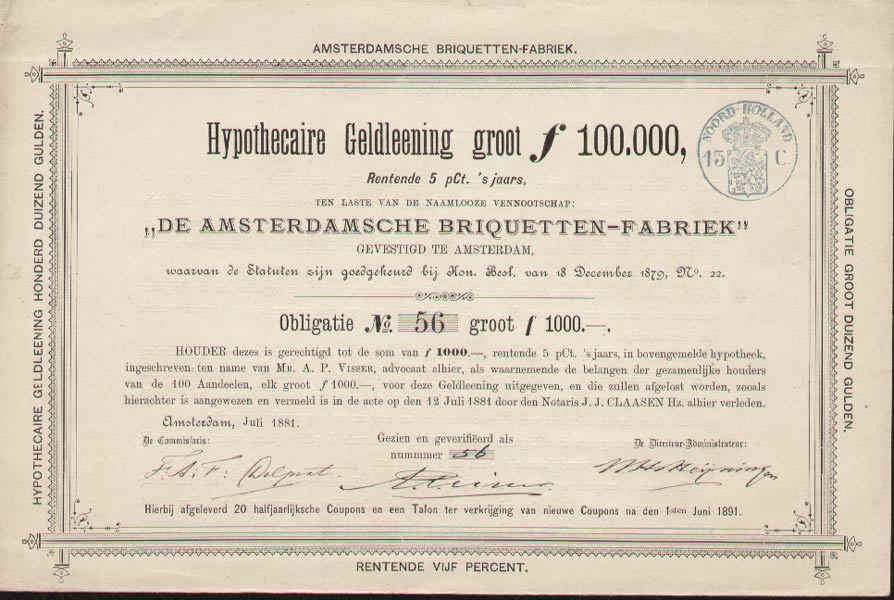 AMSTERDAMSCHE BRIQUETTEN-FABRIEK.
HYPOTHECAIRE GELDLEENING HONDERD DUIZEND GULDEN.
NOORD-HOLLAND
15 C
Hypothecaire Geldleening groot f 100.000,
Rentende 5 pCt. 's jaars,
TEN LASTE VAN DE NAAMLOOZE VENNOOTSCHAP:
„DE AMSTERDAMSCHE BRIQUETTEN-FABRIEK”
GEVESTIGD TE AMSTERDAM,
waarvan de Statuten zijn goedgekeurd bij Kon. Besl. van 18 December 1879, No. 22.
Obligatie No. 56 groot f 1000.—.
HOUDER dezes is gerechtigd tot de som van f 1000.—, rentende 5 pCt. 's jaars, in bovengemelde hypotheek,
ingeschreven ten name van MR. A. P. VISSER, advocaat alhier, als waarnemende de belangen der gezamenlijke houders
van de 100 Aandeelen, elk groot f 1000.—, voor deze Geldleening uitgegeven, en die zullen afgelost worden, zooals
hierachter is aangewezen en vermeld is in de acte op den 12 Juli 1881 door den Notaris J. J. CLAASEN Hz. alhier verleden.
Amsterdam, Juli 1881.
De Commissaris:
Gezien en geverifieerd als
nummmer 56
De Directeur-Administrateur:
Hierbij afgeleverd 20 halfjaarlijksche Coupons en een Talon ter verkrijging van nieuwe Coupons na den 1sten Juni 1891.
OBLIGATIE GROOT DUIZEND GULDEN.
RENTENDE VIJF PERCENT.